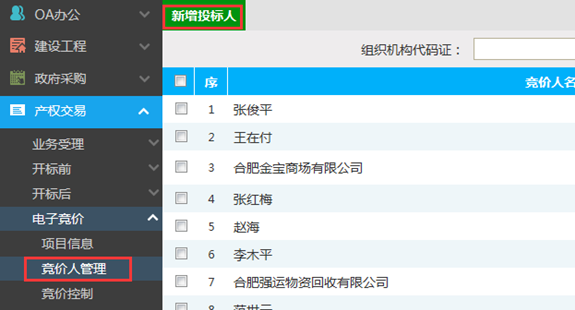 OA办公
建设工程
政府采购
产权交易
业务受理
开标前
开标后
电子竞价
项目信息
竞价人管理
竞价控制
新增投标人
组织机构代码证：
序 竞价人名
1 张俊平
2 王在付
3 合肥金宝商场有限公司
4 张红梅
5 赵海
6 李木平
7 合肥强运物资回收有限公司
8